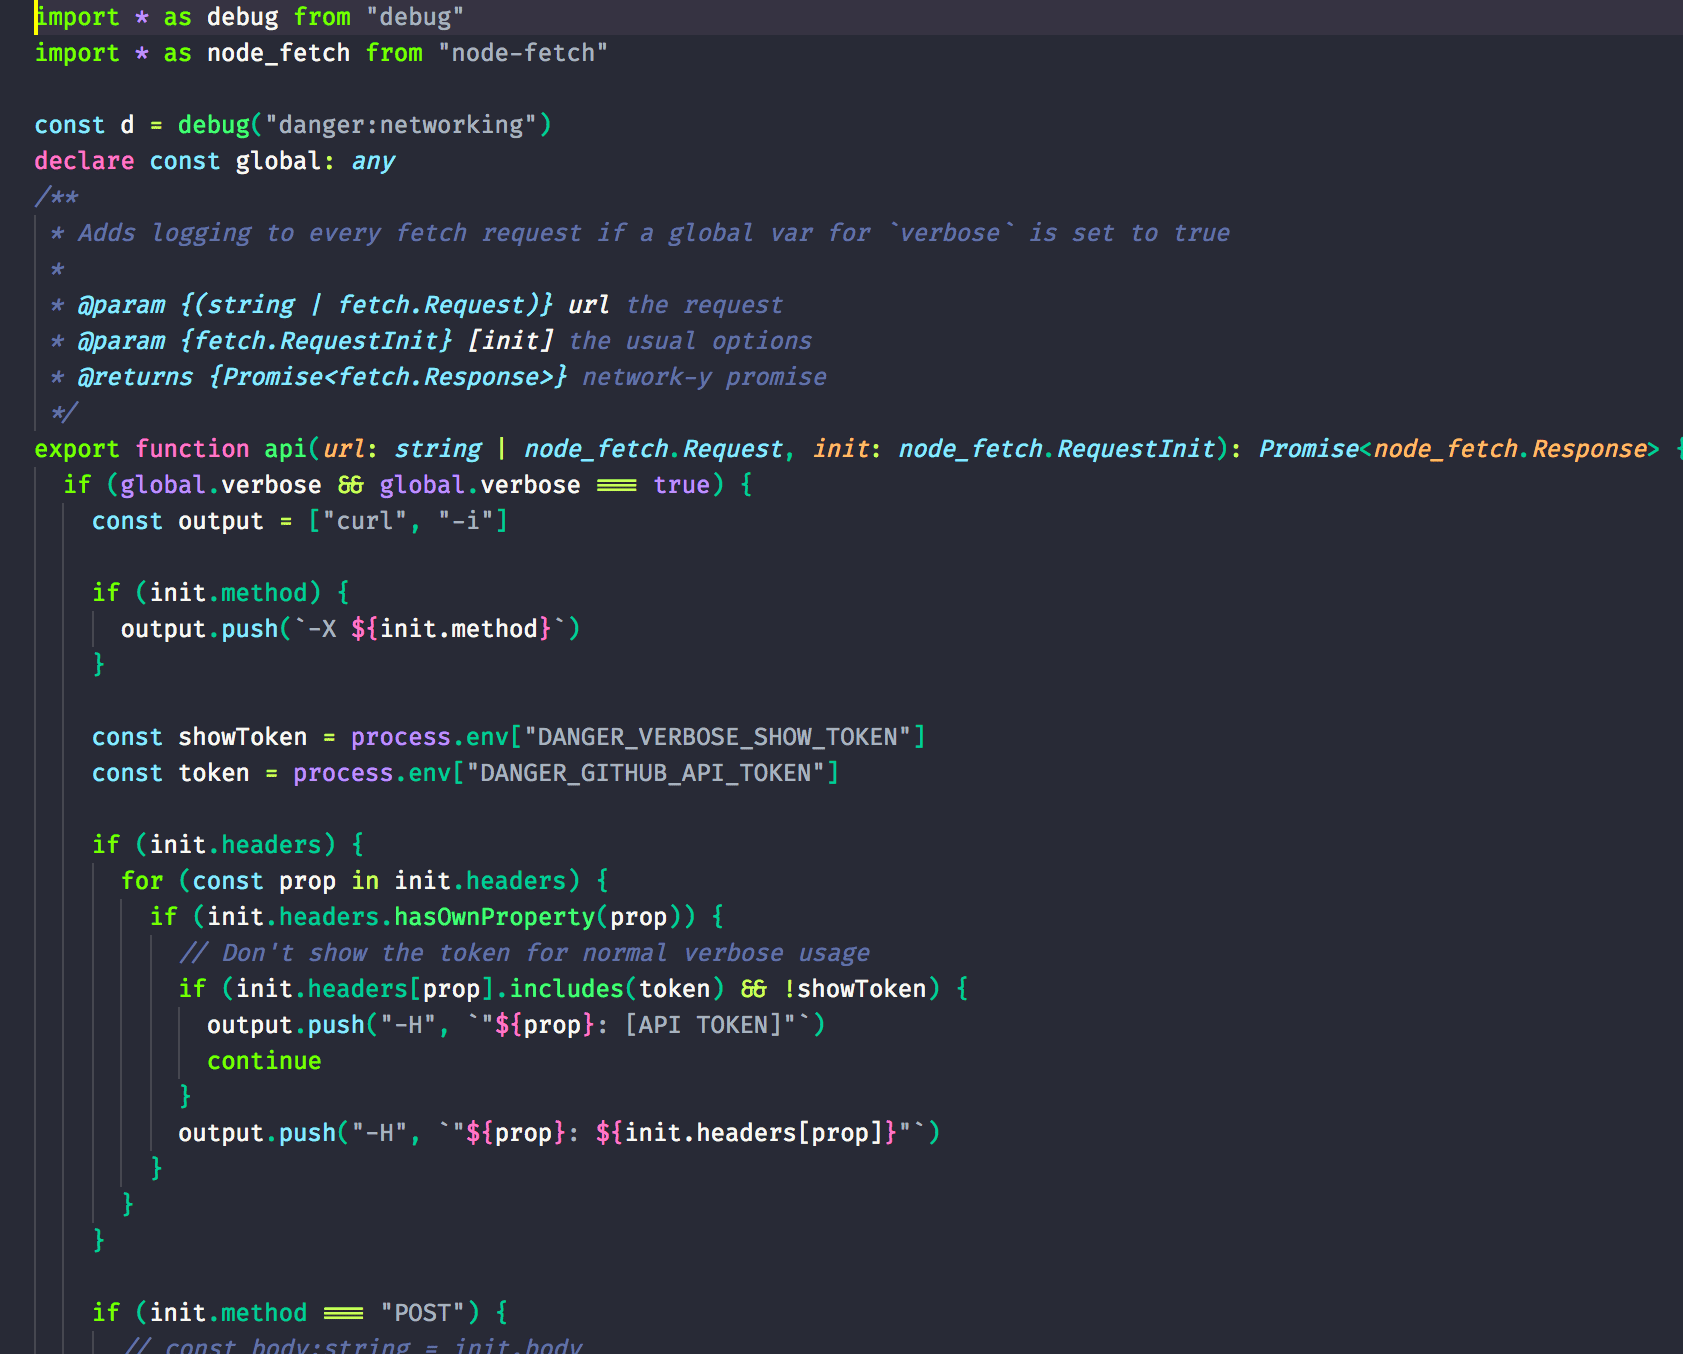 import * as debug from "debug"
import * as node_fetch from "node-fetch"

const d = debug("danger:networking")
declare const global: any
/**
 * Adds logging to every fetch request if a global var for `verbose` is set to true
 *
 * @param {(string | fetch.Request)} url the request
 * @param {fetch.RequestInit} [init] the usual options
 * @returns {Promise<fetch.Response>} network-y promise
 */
export function api(url: string | node_fetch.Request, init: node_fetch.RequestInit): Promise<node_fetch.Response> {
  if (global.verbose && global.verbose === true) {
    const output = ["curl", "-i"]

    if (init.method) {
      output.push(`-X ${init.method}`)
    }

    const showToken = process.env["DANGER_VERBOSE_SHOW_TOKEN"]
    const token = process.env["DANGER_GITHUB_API_TOKEN"]

    if (init.headers) {
      for (const prop in init.headers) {
        if (init.headers.hasOwnProperty(prop)) {
          // Don't show the token for normal verbose usage
          if (init.headers[prop].includes(token) && !showToken) {
            output.push("-H", `"${prop}: [API TOKEN]"`)
            continue
          }
          output.push("-H", `"${prop}: ${init.headers[prop]}"`)
        }
      }
    }

    if (init.method === "POST") {
      // const body:string = init.body